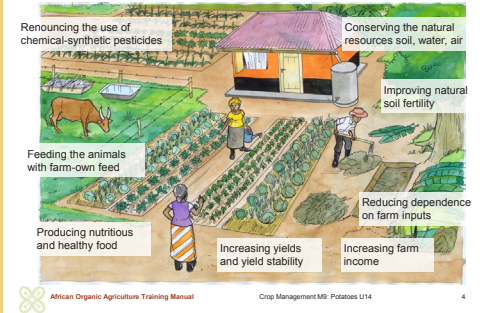 Renouncing the use of
chemical-synthetic pesticides
Conserving the natural
resources soil, water, air
Improving natural
soil fertility
Feeding the animals
with farm-own feed
Reducing dependence
on farm inputs
Producing nutritious
and healthy food
Increasing yields
and yield stability
Increasing farm
income
African Organic Agriculture Training Manual
Crop Management M9: Potatoes U14
4